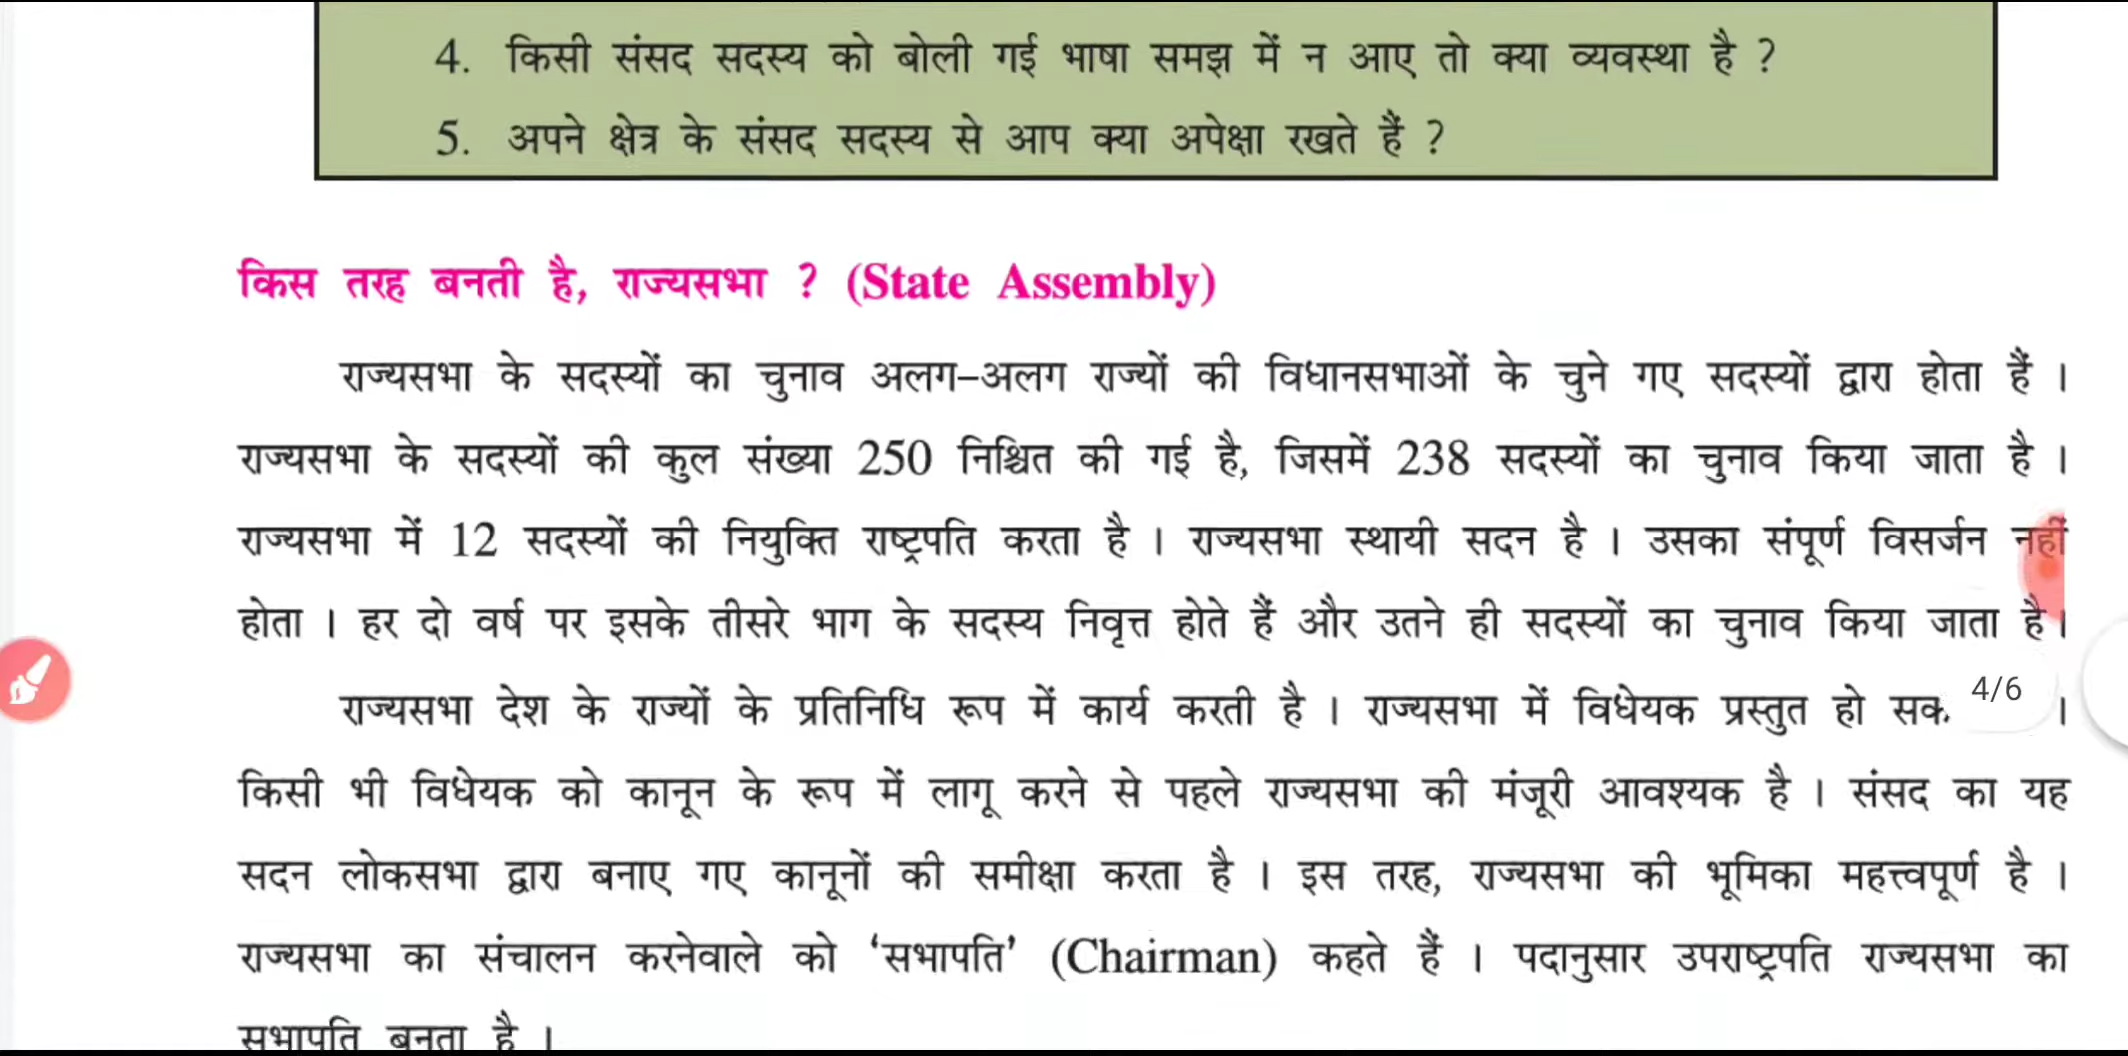 4. किसी संसद सदस्य को बोली गई भाषा समझ में न आए तो क्या व्यवस्था है ?
5. अपने क्षेत्र के संसद सदस्य से आप क्या अपेक्षा रखते हैं ?
किस तरह बनती है, राज्यसभा ? (State Assembly)
राज्यसभा के सदस्यों का चुनाव अलग-अलग राज्यों की विधानसभाओं के चुने गए सदस्यों द्वारा होता हैं ।
राज्यसभा के सदस्यों की कुल संख्या 250 निश्चित की गई है, जिसमें 238 सदस्यों का चुनाव किया जाता है ।
राज्यसभा में 12 सदस्यों की नियुक्ति राष्ट्रपति करता है । राज्यसभा स्थायी सदन है । उसका संपूर्ण विसर्जन नहीं
होता । हर दो वर्ष पर इसके तीसरे भाग के सदस्य निवृत्त होते हैं और उतने ही सदस्यों का चुनाव किया जाता है।
राज्यसभा देश के राज्यों के प्रतिनिधि रूप में कार्य करती है । राज्यसभा में विधेयक प्रस्तुत हो ।
4/6
किसी भी विधेयक को कानून के रूप में लागू करने से पहले राज्यसभा की मंजूरी आवश्यक है । संसद का यह
सदन लोकसभा द्वारा बनाए गए कानूनों की समीक्षा करता है । इस तरह, राज्यसभा की भूमिका महत्त्वपूर्ण है ।
राज्यसभा का संचालन करनेवाले को ‘सभापति’ (Chairman) कहते हैं । पदानुसार उपराष्ट्रपति राज्यसभा का
सभापति बनता है ।